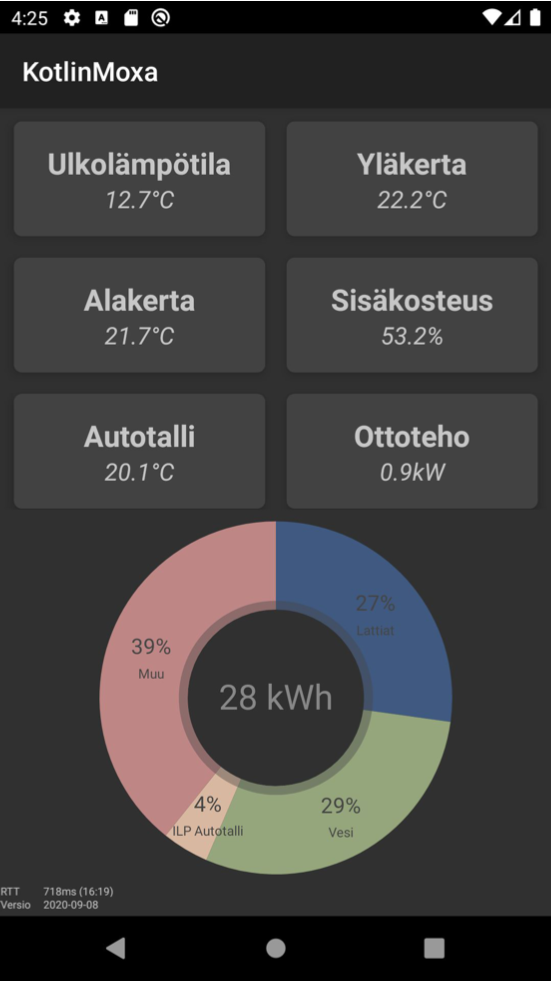 4:25
KotlinMoxa
Ulkolämpötila
12.7°C
Yläkerta
22.2°C
Alakerta
21.7°C
Sisäkosteus
53.2%
Autotalli
20.1°C
Ottoteho
0.9kW
27%
Lattiat
39%
Muu
28 kWh
4%
ILP Autotalli
29%
Vesi
RTT 718ms (16:19)
Versio 2020-09-08